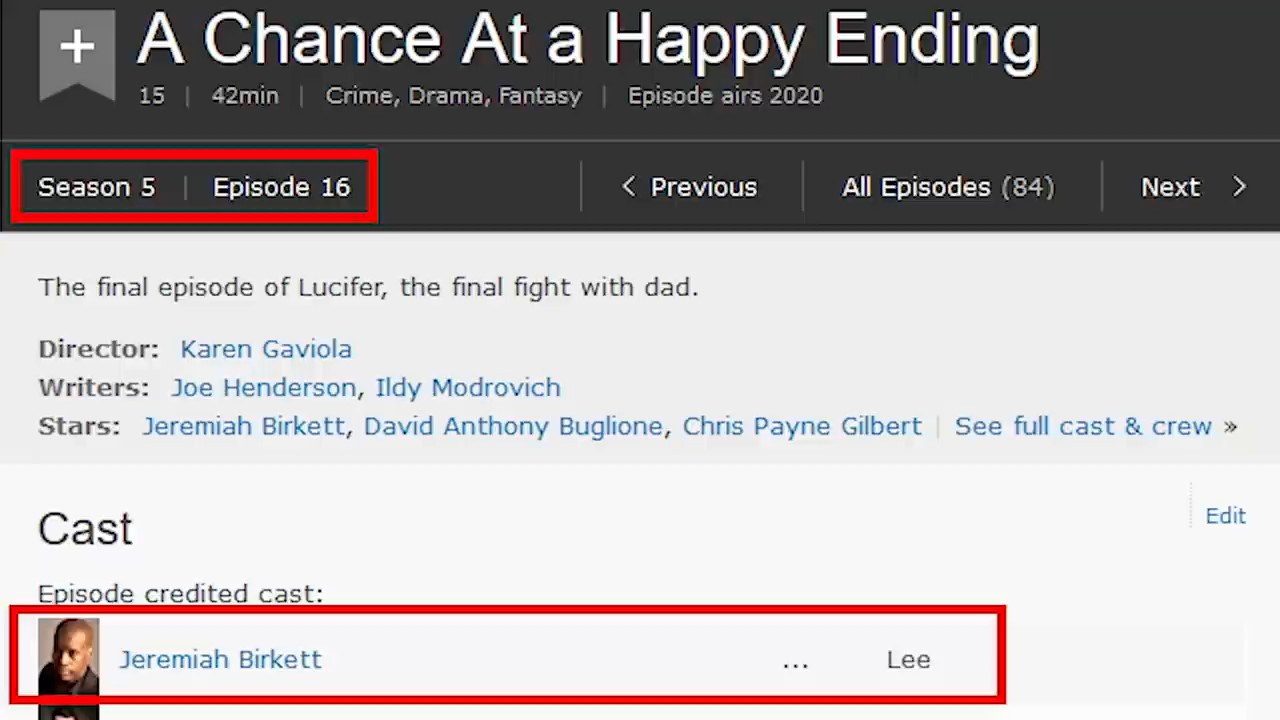 A Chance At a Happy Ending
15 | 42min | Crime, Drama, Fantasy | Episode airs 2020
Season 5 | Episode 16 < Previous All Episodes (84) Next >
The final episode of Lucifer, the final fight with dad.
Director: Karen Gaviola
Writers: Joe Henderson, Ildy Modrovich
Stars: Jeremiah Birkett, David Anthony Buglione, Chris Payne Gilbert | See full cast & crew »
Cast Edit
Episode credited cast:
Jeremiah Birkett ... Lee